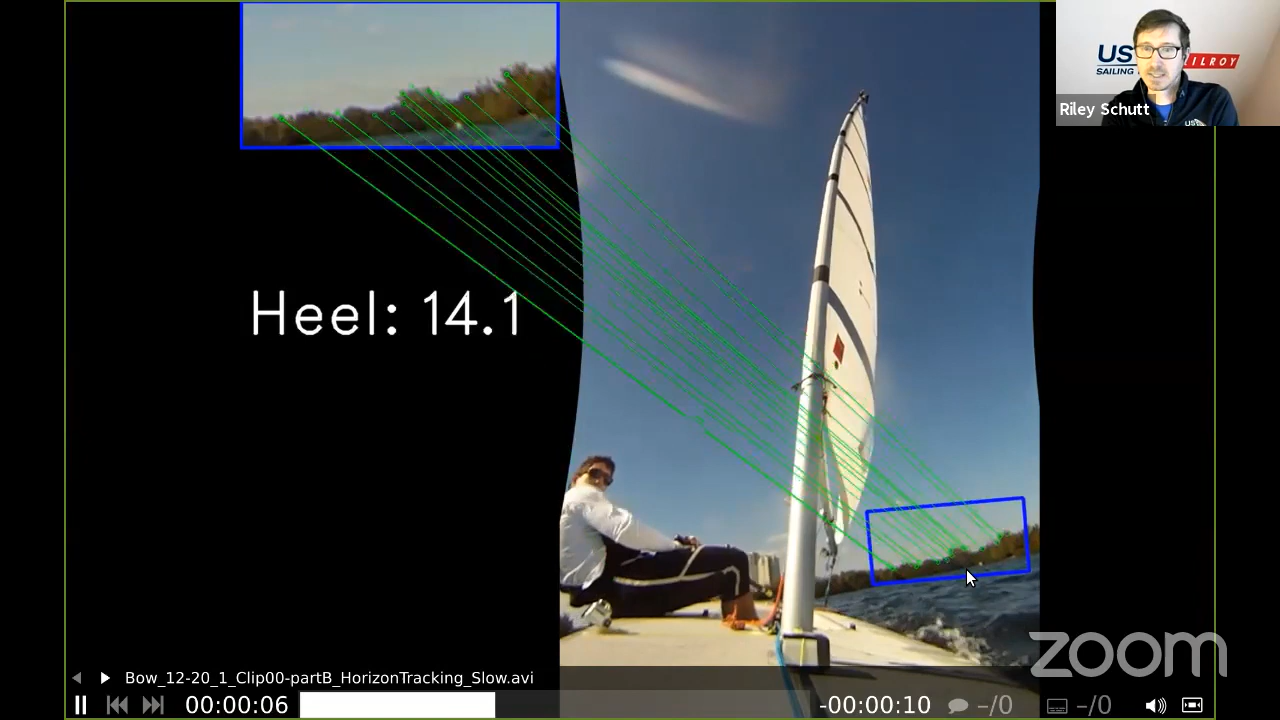 US
SAILING
ILROY
Riley Schutt
US
Heel: 14.1
zoom
Bow_12-20_1_Clip00-partB_HorizonTracking_Slow.avi
00:00:06
-00:00:10
-/0
-/0